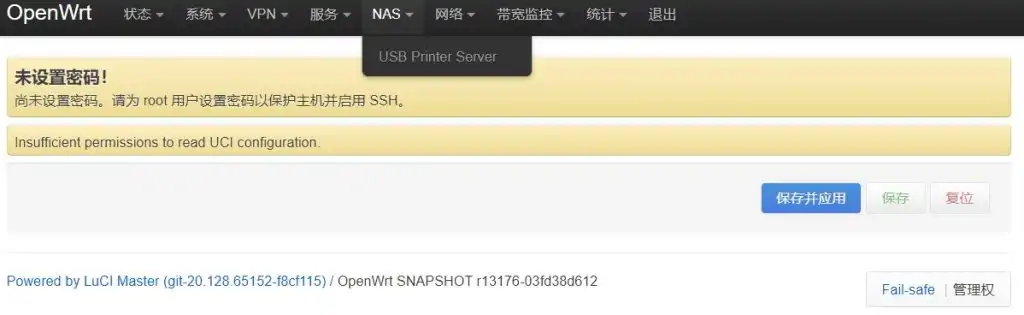 OpenWrt 状态 系统 VPN 服务 NAS 网络 带宽监控 统计 退出
USB Printer Server
未设置密码！
尚未设置密码。请为 root 用户设置密码以保护主机并启用 SSH。
Insufficient permissions to read UCI configuration.
保存并应用 保存 复位
Powered by LuCI Master (git-20.128.65152-f8cf115) / OpenWrt SNAPSHOT r13176-03fd38d612
Fail-safe | 管理权